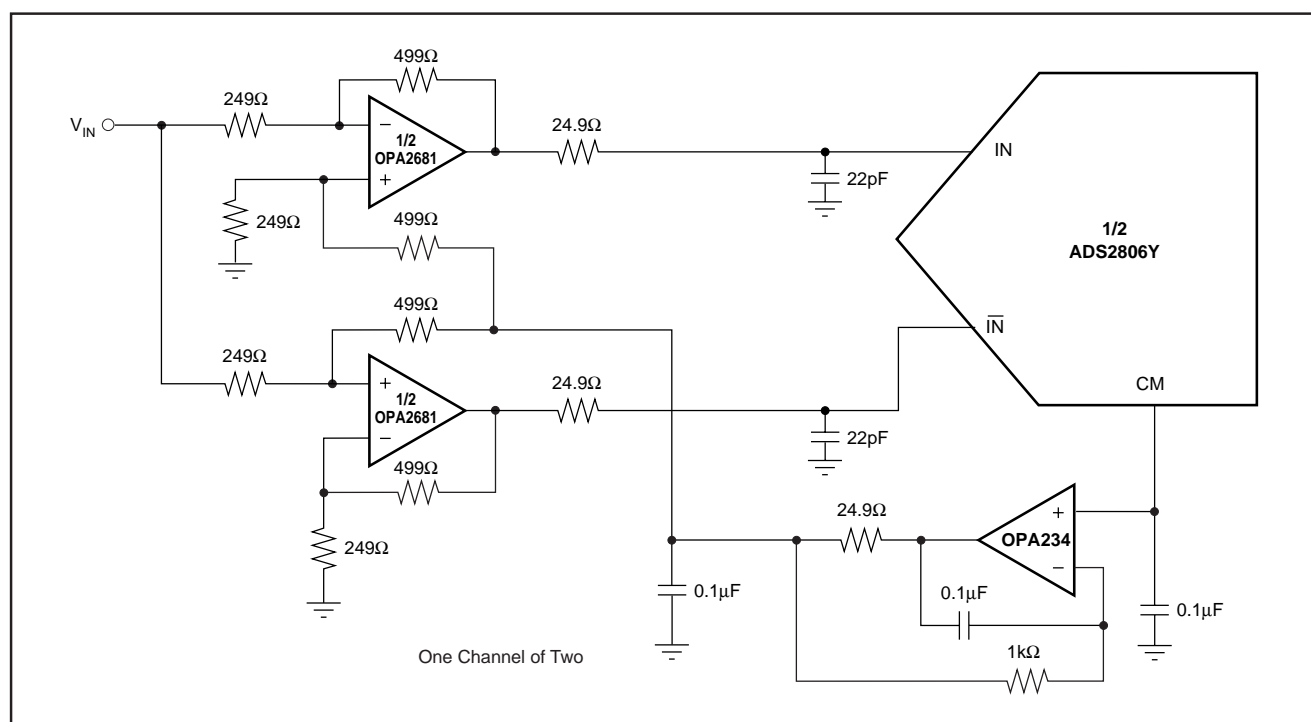 499Ω
249Ω
V_IN
1/2
OPA2681
−
+
24.9Ω
IN
22pF
249Ω
499Ω
1/2
ADS2806Y
499Ω
249Ω
I̅N̅
+
1/2
OPA2681
−
24.9Ω
CM
22pF
499Ω
249Ω
24.9Ω
+
OPA234
−
0.1µF
0.1µF
0.1µF
1kΩ
One Channel of Two